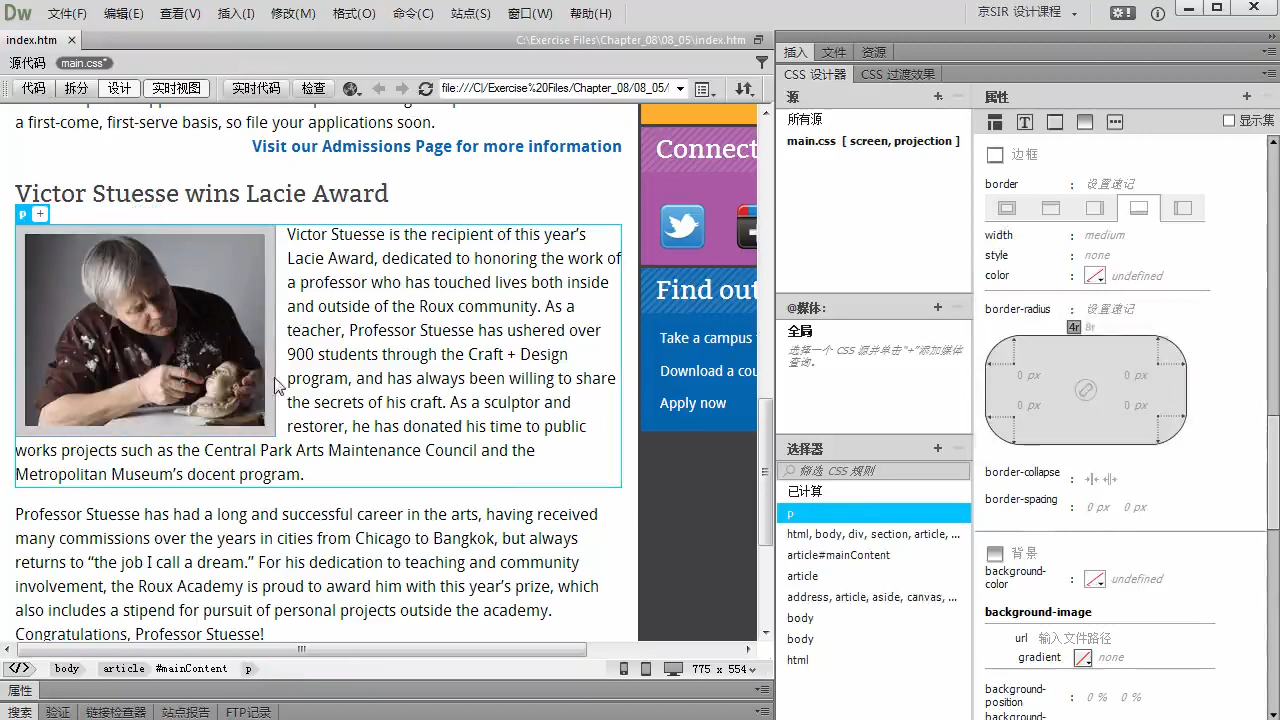 Dw 文件(F) 编辑(E) 查看(V) 插入(I) 修改(M) 格式(O) 命令(C) 站点(S) 窗口(W) 帮助(H) 京SIR 设计课程
index.htm × C:\Exercise Files\Chapter_08\08_05\index.htm
源代码 main.css*
代码 拆分 设计 实时视图 实时代码 检查 file:///C|/Exercise%20Files/Chapter_08/08_05/
a first-come, first-serve basis, so file your applications soon.
Visit our Admissions Page for more information
Victor Stuesse wins Lacie Award
p +
Victor Stuesse is the recipient of this year’s
Lacie Award, dedicated to honoring the work of
a professor who has touched lives both inside
and outside of the Roux community. As a
teacher, Professor Stuesse has ushered over
900 students through the Craft + Design
program, and has always been willing to share
the secrets of his craft. As a sculptor and
restorer, he has donated his time to public
works projects such as the Central Park Arts Maintenance Council and the
Metropolitan Museum’s docent program.
Professor Stuesse has had a long and successful career in the arts, having received
many commissions over the years in cities from Chicago to Bangkok, but always
returns to “the job I call a dream.” For his dedication to teaching and community
involvement, the Roux Academy is proud to award him with this year’s prize, which
also includes a stipend for pursuit of personal projects outside the academy.
Congratulations, Professor Stuesse!
Connect
Find out
Take a campus
Download a cou
Apply now
body article #mainContent p 775 x 554
属性
搜索 验证 链接检查器 站点报告 FTP记录
插入 文件 资源
CSS 设计器 CSS 过渡效果
源 +
所有源
main.css [ screen, projection ]
@媒体: +
全局
选择一个 CSS 源并单击"+"添加媒体
查询。
选择器 +
筛选 CSS 规则
已计算
p
html, body, div, section, article, ...
article#mainContent
article
address, article, aside, canvas, ...
body
body
html
属性 +
显示集
边框
border : 设置速记
width : medium
style : none
color : undefined
border-radius : 设置速记
4r 8r
0 px 0 px
0 px 0 px
border-collapse :
border-spacing : 0 px 0 px
背景
background-
color : undefined
background-image
url 输入文件路径
gradient none
background-
position : 0 % 0 %